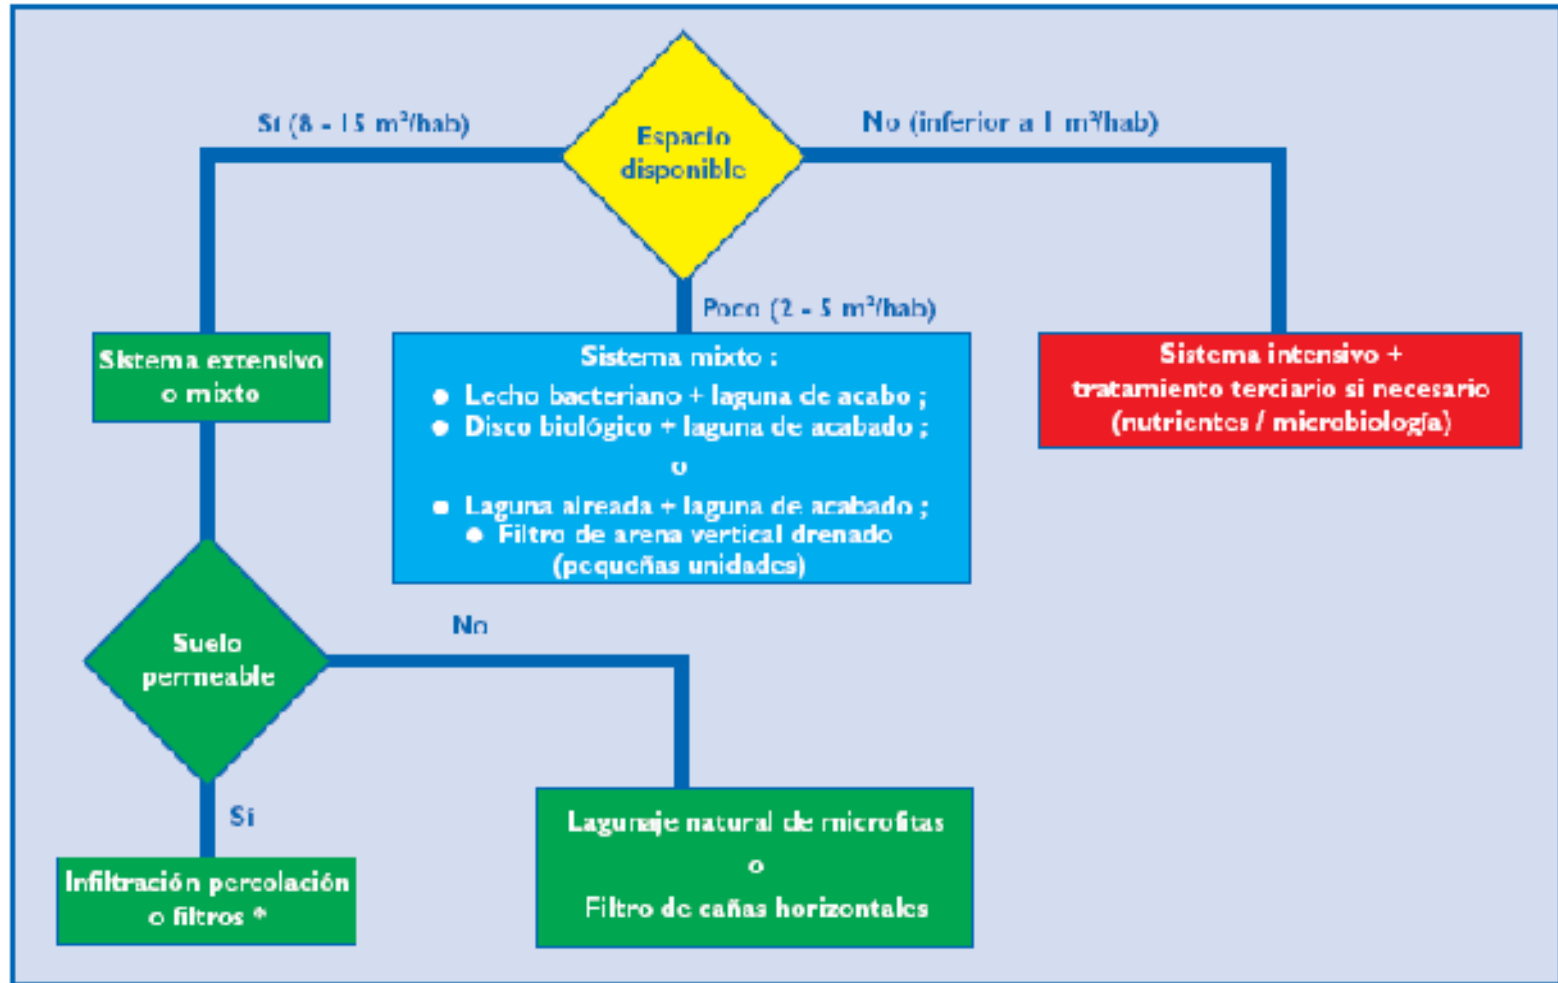 Sí (8 - 15 m²/hab)
Espacio
disponible
No (inferior a 1 m²/hab)
Poco (2 - 5 m²/hab)
Sistema extensivo
o mixto
Sistema mixto :
● Lecho bacteriano + laguna de acabo ;
● Disco biológico + laguna de acabado ;
o
● Laguna aireada + laguna de acabado ;
● Filtro de arena vertical drenado
(pequeñas unidades)
Sistema intensivo +
tratamiento terciario si necesario
(nutrientes / microbiología)
Suelo
permeable
No
Sí
Infiltración percolación
o filtros *
Lagunaje natural de microfitas
o
Filtro de cañas horizontales